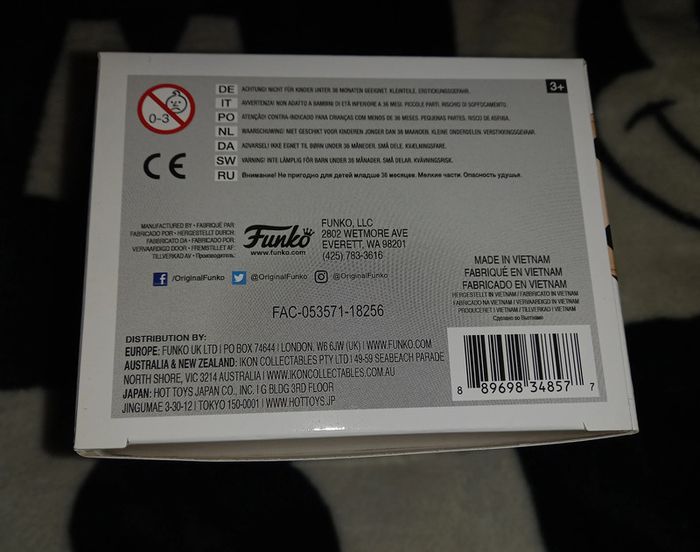 0-3
3+
DE ACHTUNG! NICHT FÜR KINDER UNTER 36 MONATEN GEEIGNET. KLEINTEILE. ERSTICKUNGSGEFAHR.
IT AVVERTENZA! NON ADATTO A BAMBINI DI ETÀ INFERIORE A 36 MESI. PICCOLE PARTI. RISCHIO DI SOFFOCAMENTO.
PO ATENÇÃO! CONTRA-INDICADO PARA CRIANÇAS COM MENOS DE 36 MESES. PEQUENAS PARTES. RISCO DE ASFIXIA.
NL WAARSCHUWING! NIET GESCHIKT VOOR KINDEREN JONGER DAN 36 MAANDEN. KLEINE ONDERDELEN. VERSTIKKINGSGEVAAR.
DA ADVARSEL! IKKE EGNET TIL BØRN UNDER 36 MÅNEDER. SMÅ DELE. KVÆLNINGSFARE.
SW VARNING! INTE LÄMPLIG FÖR BARN UNDER 36 MÅNADER. SMÅ DELAR. KVÄVNINGSRISK.
RU Внимание! Не пригодно для детей младше 36 месяцев. Мелкие части. Опасность удушья.
CE
MANUFACTURED BY • FABRIQUÉ PAR
FABRICADO POR • HERGESTELLT DURCH
FABBRICATO DA • FABRICADO POR
VERVAARDIGD DOOR • FREMSTILLET AF
TILLVERKAD AV • Производитель:
Funko
www.funko.com
FUNKO, LLC
2802 WETMORE AVE
EVERETT, WA 98201
(425) 783-3616
f /OriginalFunko @OriginalFunko @OriginalFunko
FAC-053571-18256
MADE IN VIETNAM
FABRIQUÉ EN VIETNAM
FABRICADO EN VIETNAM
HERGESTELLT IN VIETNAM / FABBRICATO IN VIETNAM
FABRICADO NA VIETNAM / VERVAARDIGD IN VIETNAM
PRODUCERET I VIETNAM / TILLVERKAD I VIETNAM
Сделано во Вьетнаме
DISTRIBUTION BY:
EUROPE: FUNKO UK LTD I PO BOX 74644 I LONDON, W6 6JW (UK) I WWW.FUNKO.COM
AUSTRALIA & NEW ZEALAND: IKON COLLECTABLES PTY LTD I 49-59 SEABEACH PARADE
NORTH SHORE, VIC 3214 AUSTRALIA I WWW.IKONCOLLECTABLES.COM.AU
JAPAN: HOT TOYS JAPAN CO., INC. I G BLDG 3RD FLOOR
JINGUMAE 3-30-12 I TOKYO 150-0001 I WWW.HOTTOYS.JP
8 89698 34857 7